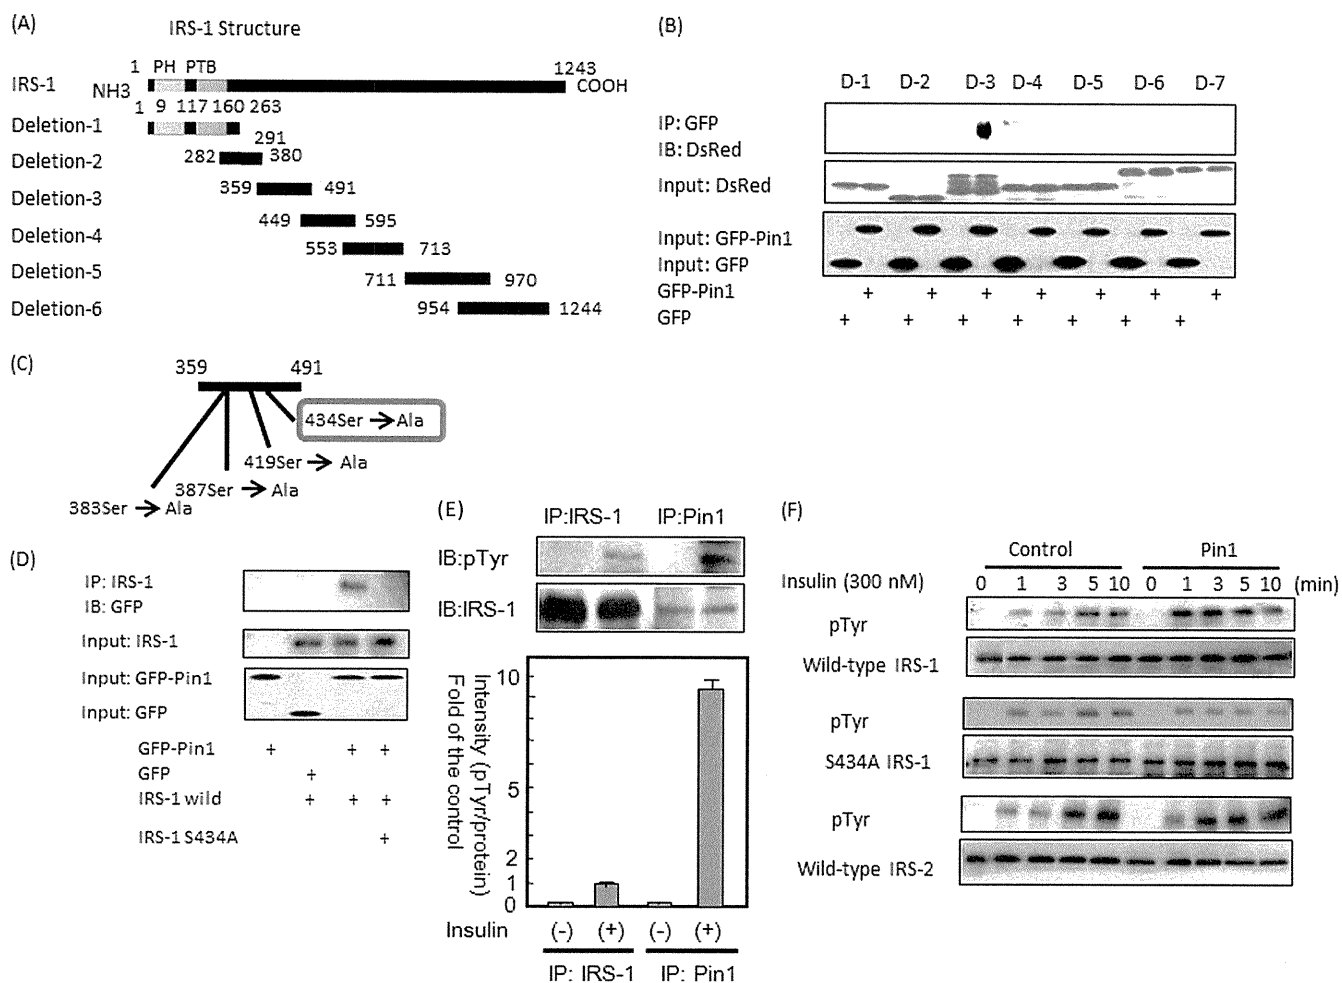 (A)
IRS-1 Structure
1 PH PTB 1243
IRS-1 NH3 COOH
1 9 117 160 263
Deletion-1
291
Deletion-2 282 380
Deletion-3 359 491
449 595
Deletion-4
553 713
Deletion-5
711 970
Deletion-6 954 1244
(B)
D-1 D-2 D-3 D-4 D-5 D-6 D-7
IP: GFP
IB: DsRed
Input: DsRed
Input: GFP-Pin1
Input: GFP
GFP-Pin1 + + + + + + +
GFP + + + + + + +
(C)
359 491
434Ser → Ala
419Ser → Ala
387Ser → Ala
383Ser → Ala
(D)
IP: IRS-1
IB: GFP
Input: IRS-1
Input: GFP-Pin1
Input: GFP
GFP-Pin1 + + +
GFP +
IRS-1 wild + + +
IRS-1 S434A +
(E)
IP:IRS-1 IP:Pin1
IB:pTyr
IB:IRS-1
Intensity (pTyr/protein)
Fold of the control
10
5
2
1
0
Insulin (-) (+) (-) (+)
IP: IRS-1 IP: Pin1
(F)
Control Pin1
Insulin (300 nM) 0 1 3 5 10 0 1 3 5 10 (min)
pTyr
Wild-type IRS-1
pTyr
S434A IRS-1
pTyr
Wild-type IRS-2